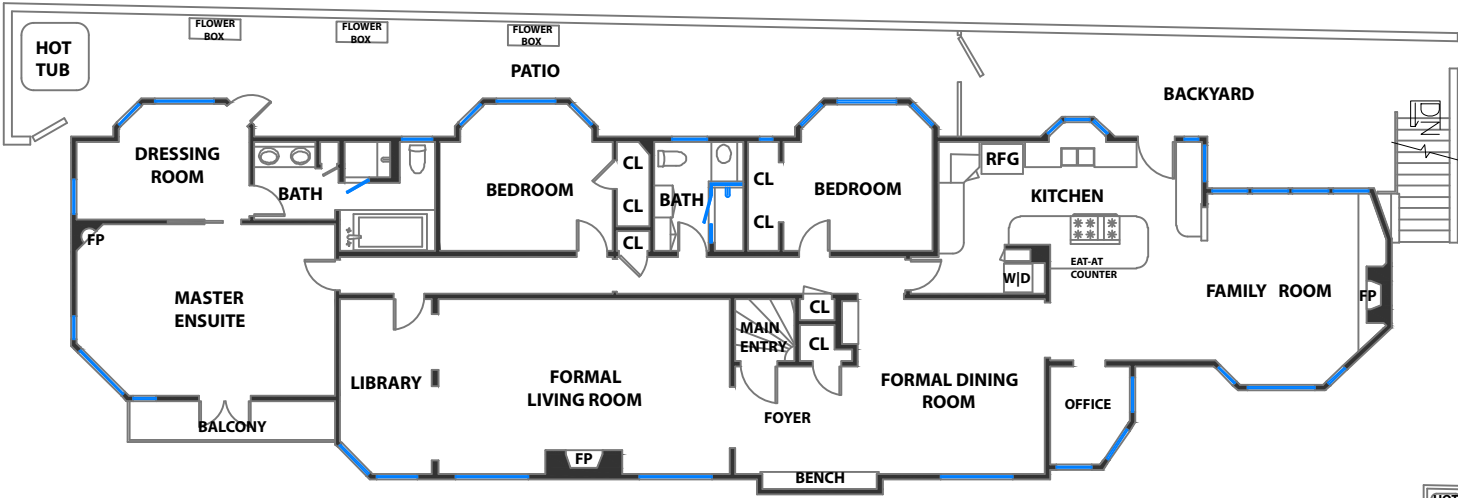 FLOWER
BOX
FLOWER
BOX
FLOWER
BOX
HOT
TUB
PATIO
BACKYARD
DN
DRESSING
ROOM
BATH
BEDROOM
CL
CL
CL
BATH
CL
CL
BEDROOM
RFG
KITCHEN
EAT-AT
COUNTER
W|D
FP
MASTER
ENSUITE
FAMILY ROOM
FP
MAIN
ENTRY
CL
CL
LIBRARY
FORMAL
LIVING ROOM
FORMAL DINING
ROOM
OFFICE
FOYER
BALCONY
FP
BENCH
HOT